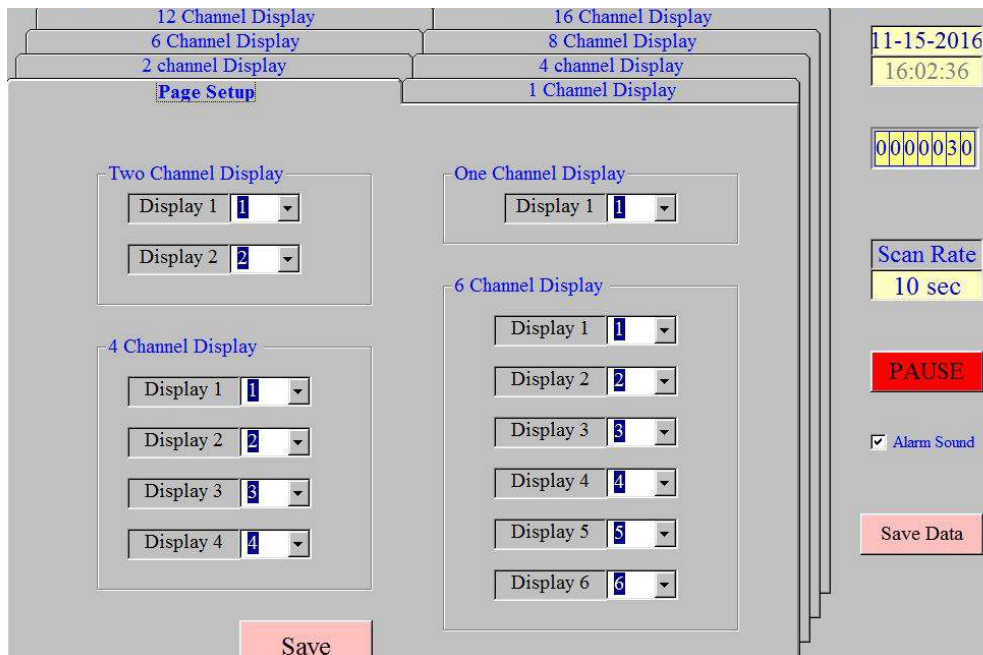 12 Channel Display
16 Channel Display
6 Channel Display
8 Channel Display
2 channel Display
4 channel Display
Page Setup
1 Channel Display
Two Channel Display
Display 1 1
Display 2 2
4 Channel Display
Display 1 1
Display 2 2
Display 3 3
Display 4 4
One Channel Display
Display 1 1
6 Channel Display
Display 1 1
Display 2 2
Display 3 3
Display 4 4
Display 5 5
Display 6 6
Save
11-15-2016
16:02:36
0000030
Scan Rate
10 sec
PAUSE
Alarm Sound
Save Data